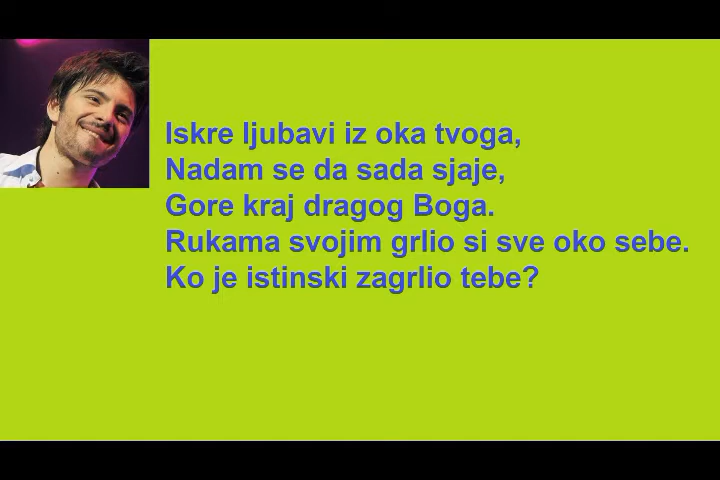 Iskre ljubavi iz oka tvoga,
Nadam se da sada sjaje,
Gore kraj dragog Boga.
Rukama svojim grlio si sve oko sebe.
Ko je istinski zagrlio tebe?